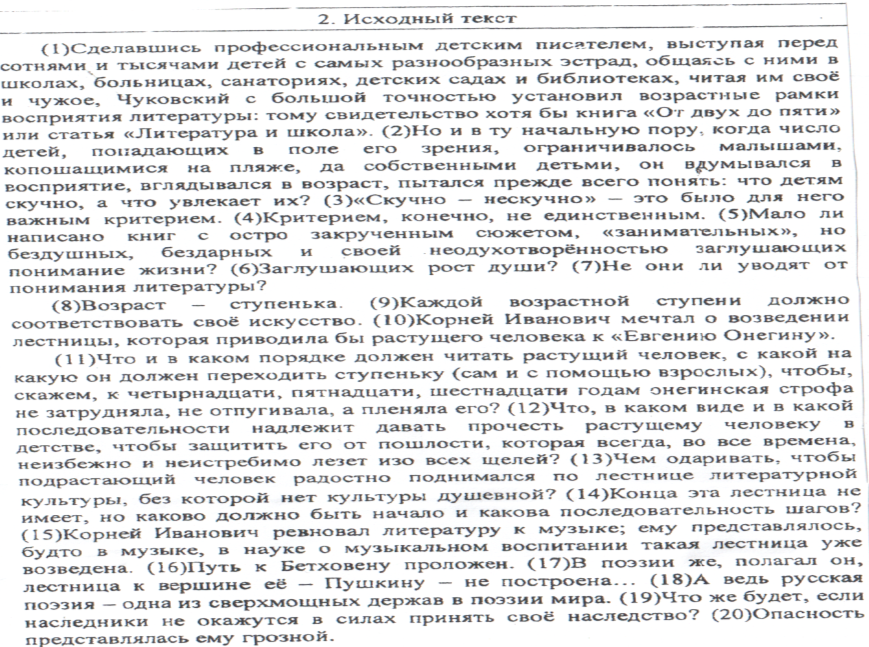 2. Исходный текст
(1)Сделавшись профессиональным детским писателем, выступая перед
сотнями и тысячами детей с самых разнообразных эстрад, общаясь с ними в
школах, больницах, санаториях, детских садах и библиотеках, читая им своё
и чужое, Чуковский с большой точностью установил возрастные рамки
восприятия литературы: тому свидетельство хотя бы книга «От двух до пяти»
или статья «Литература и школа». (2)Но и в ту начальную пору, когда число
детей, попадающих в поле его зрения, ограничивалось малышами,
копошащимися на пляже, да собственными детьми, он вдумывался в
восприятие, вглядывался в возраст, пытался прежде всего понять: что детям
скучно, а что увлекает их? (3)«Скучно – нескучно» – это было для него
важным критерием. (4)Критерием, конечно, не единственным. (5)Мало ли
написано книг с остро закрученным сюжетом, «занимательных», но
бездушных, бездарных и своей неодухотворённостью заглушающих
понимание жизни? (6)Заглушающих рост души? (7)Не они ли уводят от
понимания литературы?
(8)Возраст – ступенька. (9)Каждой возрастной ступени должно
соответствовать своё искусство. (10)Корней Иванович мечтал о возведении
лестницы, которая приводила бы растущего человека к «Евгению Онегину».
(11)Что и в каком порядке должен читать растущий человек, с какой на
какую он должен переходить ступеньку (сам и с помощью взрослых), чтобы,
скажем, к четырнадцати, пятнадцати, шестнадцати годам онегинская строфа
не затрудняла, не отпугивала, а пленяла его? (12)Что, в каком виде и в какой
последовательности надлежит давать прочесть растущему человеку в
детстве, чтобы защитить его от пошлости, которая всегда, во все времена,
неизбежно и неистребимо лезет изо всех щелей? (13)Чем одаривать, чтобы
подрастающий человек радостно поднимался по лестнице литературной
культуры, без которой нет культуры душевной? (14)Конца эта лестница не
имеет, но каково должно быть начало и какова последовательность шагов?
(15)Корней Иванович ревновал литературу к музыке; ему представлялось,
будто в музыке, в науке о музыкальном воспитании такая лестница уже
возведена. (16)Путь к Бетховену проложен. (17)В поэзии же, полагал он,
лестница к вершине её – Пушкину – не построена... (18)А ведь русская
поэзия – одна из сверхмощных держав в поэзии мира. (19)Что же будет, если
наследники не окажутся в силах принять своё наследство? (20)Опасность
представлялась ему грозной.